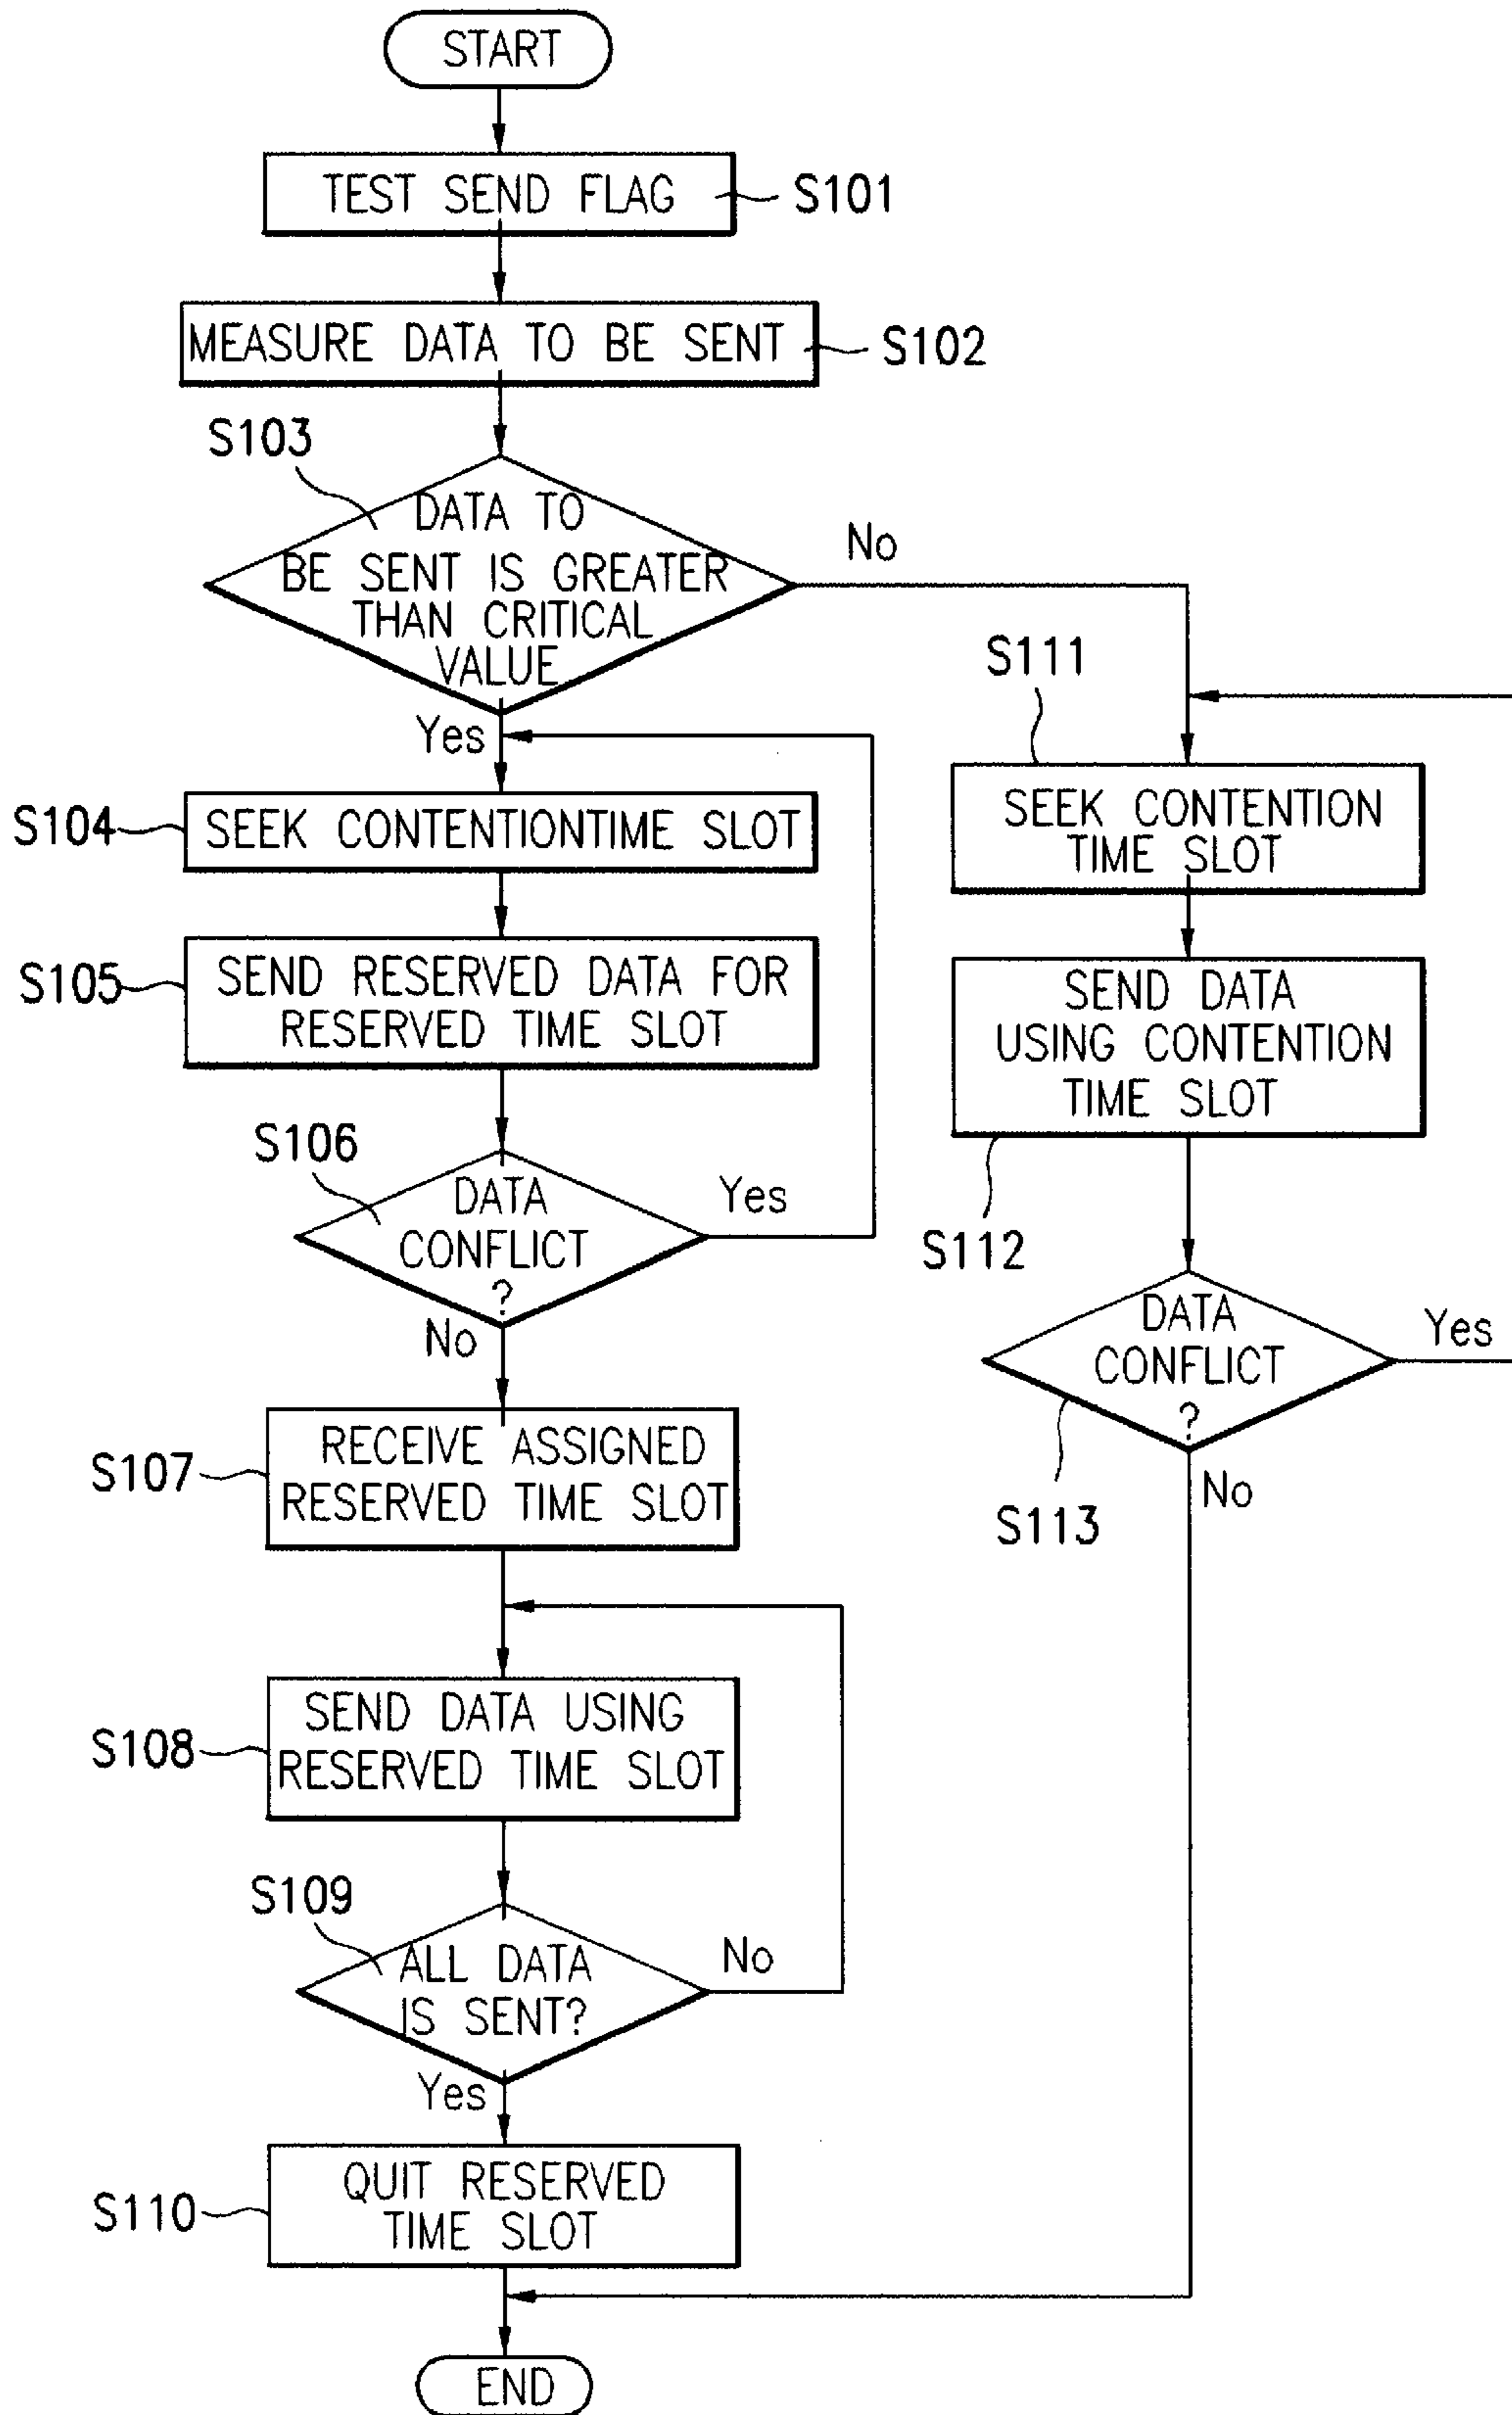 START
TEST SEND FLAG
S101
MEASURE DATA TO BE SENT
S102
S103
DATA TO
BE SENT IS GREATER
THAN CRITICAL
VALUE
No
Yes
S104
SEEK CONTENTIONTIME SLOT
S105
SEND RESERVED DATA FOR
RESERVED TIME SLOT
S106
DATA
CONFLICT
?
Yes
No
S107
RECEIVE ASSIGNED
RESERVED TIME SLOT
S108
SEND DATA USING
RESERVED TIME SLOT
S109
ALL DATA
IS SENT?
No
Yes
S110
QUIT RESERVED
TIME SLOT
END
S111
SEEK CONTENTION
TIME SLOT
SEND DATA
USING CONTENTION
TIME SLOT
S112
DATA
CONFLICT
?
Yes
No
S113